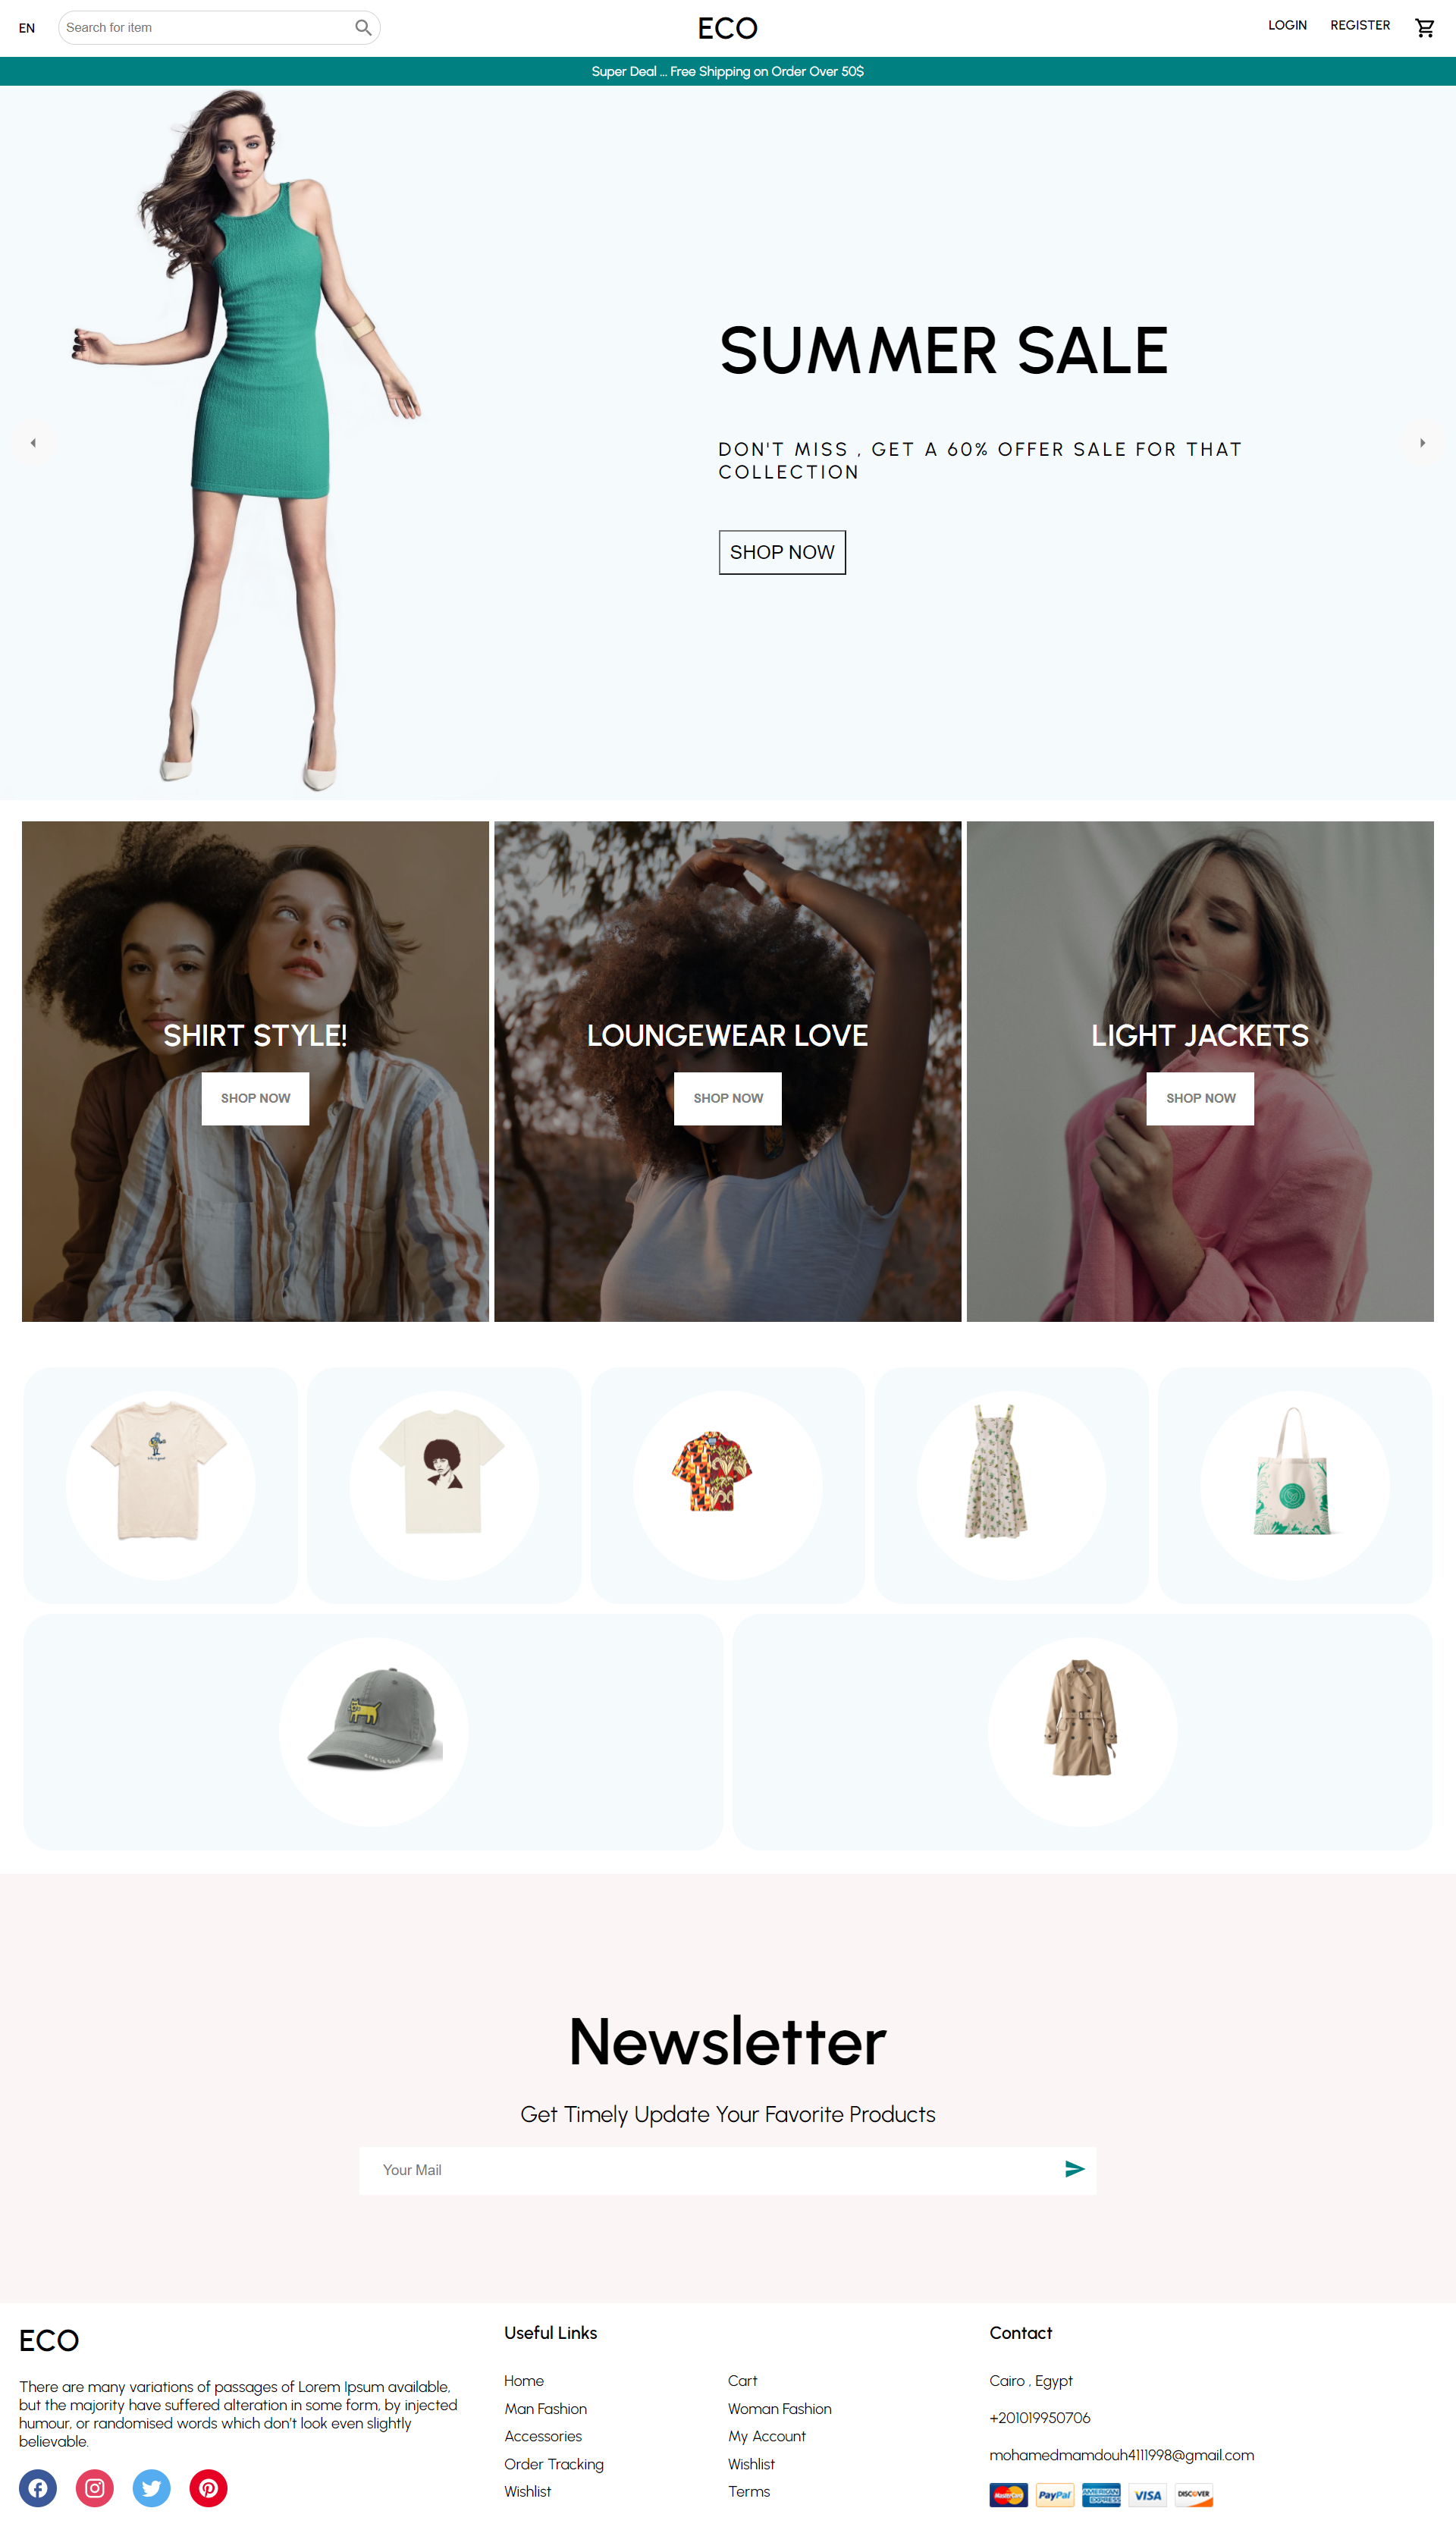 EN
Search for item
ECO
LOGIN
REGISTER
Super Deal ... Free Shipping on Order Over 50$
SUMMER SALE
DON'T MISS , GET A 60% OFFER SALE FOR THAT
COLLECTION
SHOP NOW
SHIRT STYLE!
SHOP NOW
LOUNGEWEAR LOVE
SHOP NOW
LIGHT JACKETS
SHOP NOW
Newsletter
Get Timely Update Your Favorite Products
Your Mail
ECO
There are many variations of passages of Lorem Ipsum available,
but the majority have suffered alteration in some form, by injected
humour, or randomised words which don't look even slightly
believable.
Useful Links
Home
Cart
Man Fashion
Woman Fashion
Accessories
My Account
Order Tracking
Wishlist
Wishlist
Terms
Contact
Cairo , Egypt
+201019950706
mohamedmamdouh4111998@gmail.com
MasterCard
PayPal
AMERICAN EXPRESS
VISA
DISCOVER